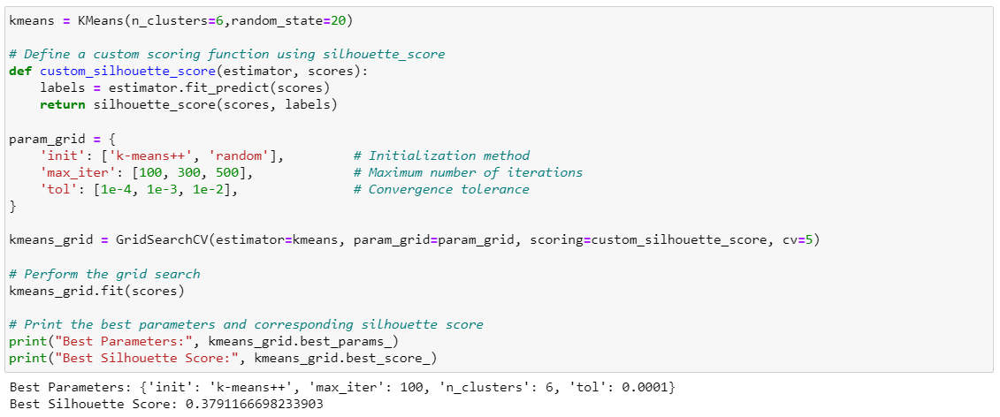 kmeans = KMeans(n_clusters=6,random_state=20)
# Define a custom scoring function using silhouette_score
def custom_silhouette_score(estimator, scores):
    labels = estimator.fit_predict(scores)
    return silhouette_score(scores, labels)
param_grid = {
    'init': ['k-means++', 'random'],         # Initialization method
    'max_iter': [100, 300, 500],             # Maximum number of iterations
    'tol': [1e-4, 1e-3, 1e-2],               # Convergence tolerance
}
kmeans_grid = GridSearchCV(estimator=kmeans, param_grid=param_grid, scoring=custom_silhouette_score, cv=5)
# Perform the grid search
kmeans_grid.fit(scores)
# Print the best parameters and corresponding silhouette score
print("Best Parameters:", kmeans_grid.best_params_)
print("Best Silhouette Score:", kmeans_grid.best_score_)
Best Parameters: {'init': 'k-means++', 'max_iter': 100, 'n_clusters': 6, 'tol': 0.0001}
Best Silhouette Score: 0.3791166698233903